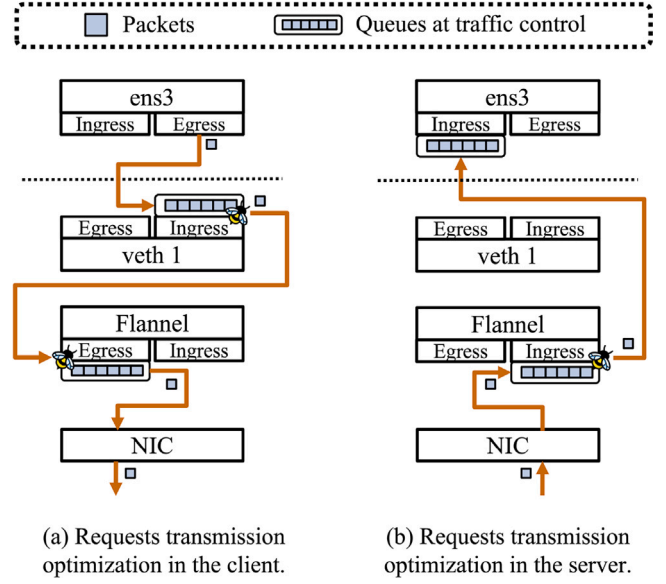 Packets Queues at traffic control
ens3 ens3
Ingress Egress Ingress Egress
Egress Ingress Egress Ingress
veth 1 veth 1
Flannel Flannel
Egress Ingress Egress Ingress
NIC NIC
(a) Requests transmission
optimization in the client.
(b) Requests transmission
optimization in the server.